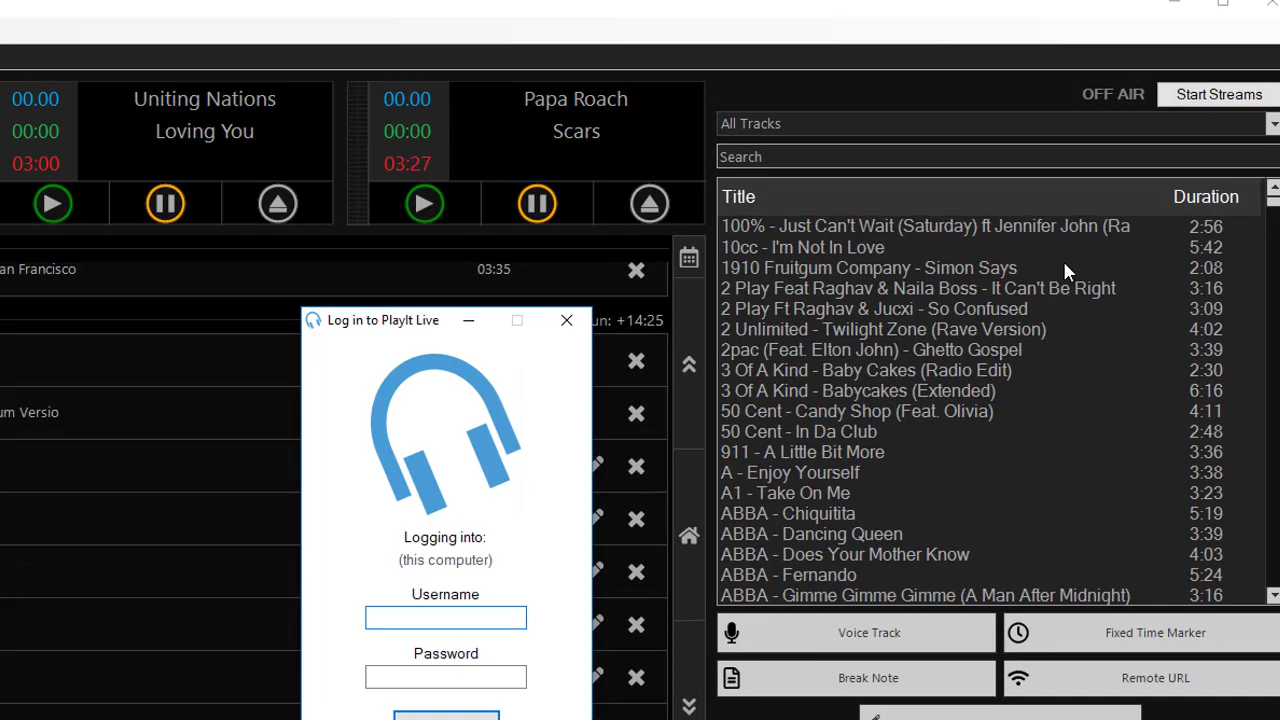 00.00
Uniting Nations
00:00
Loving You
03:00
00.00
Papa Roach
00:00
Scars
03:27
OFF AIR
Start Streams
All Tracks
Search
Title Duration
100% - Just Can't Wait (Saturday) ft Jennifer John (Ra 2:56
10cc - I'm Not In Love 5:42
1910 Fruitgum Company - Simon Says 2:08
2 Play Feat Raghav & Naila Boss - It Can't Be Right 3:16
2 Play Ft Raghav & Jucxi - So Confused 3:09
2 Unlimited - Twilight Zone (Rave Version) 4:02
2pac (Feat. Elton John) - Ghetto Gospel 3:39
3 Of A Kind - Baby Cakes (Radio Edit) 2:30
3 Of A Kind - Babycakes (Extended) 6:16
50 Cent - Candy Shop (Feat. Olivia) 4:11
50 Cent - In Da Club 2:48
911 - A Little Bit More 3:36
A - Enjoy Yourself 3:38
A1 - Take On Me 3:23
ABBA - Chiquitita 5:19
ABBA - Dancing Queen 3:39
ABBA - Does Your Mother Know 4:03
ABBA - Fernando 5:24
ABBA - Gimme Gimme Gimme (A Man After Midnight) 3:16
Voice Track
Fixed Time Marker
Break Note
Remote URL
an Francisco 03:35
un: +14:25
um Versio
Log in to PlayIt Live
Logging into:
(this computer)
Username
Password